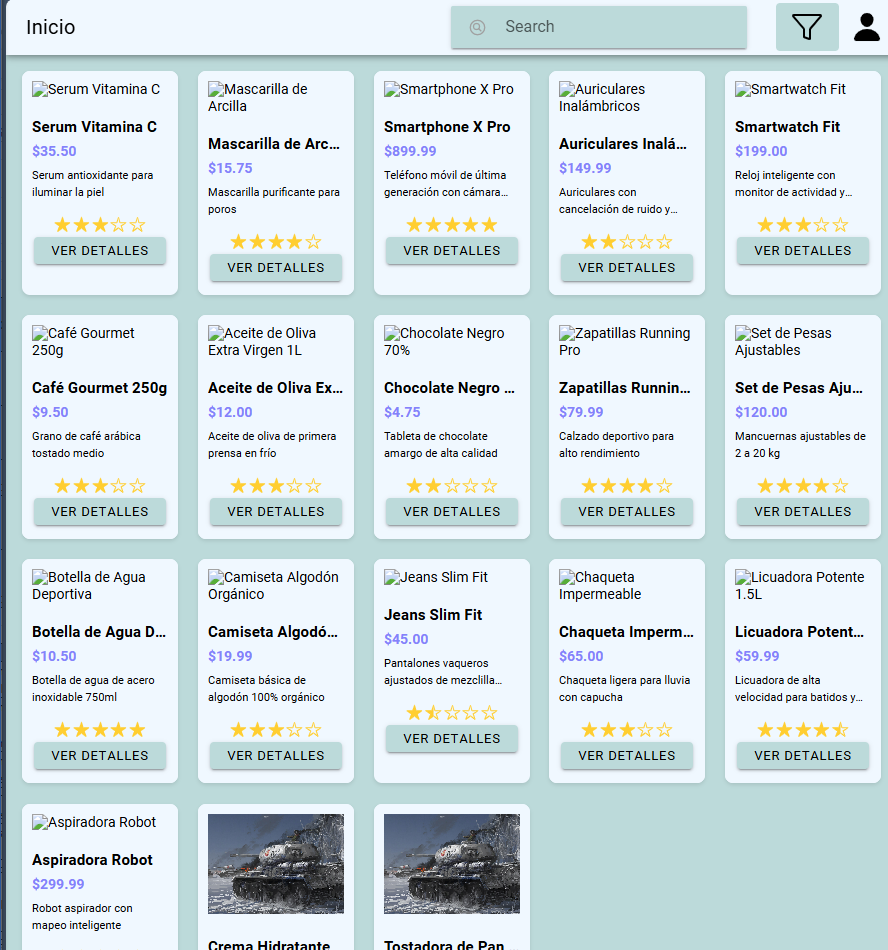 Inicio
Search
Serum Vitamina C
Serum Vitamina C
$35.50
Serum antioxidante para
iluminar la piel
VER DETALLES
Mascarilla de
Arcilla
Mascarilla de Arc...
$15.75
Mascarilla purificante para
poros
VER DETALLES
Smartphone X Pro
Smartphone X Pro
$899.99
Teléfono móvil de última
generación con cámara...
VER DETALLES
Auriculares
Inalámbricos
Auriculares Inalá...
$149.99
Auriculares con
cancelación de ruido y...
VER DETALLES
Smartwatch Fit
Smartwatch Fit
$199.00
Reloj inteligente con
monitor de actividad y...
VER DETALLES
Café Gourmet
250g
Café Gourmet 250g
$9.50
Grano de café arábica
tostado medio
VER DETALLES
Aceite de Oliva
Extra Virgen 1L
Aceite de Oliva Ex...
$12.00
Aceite de oliva de primera
prensa en frío
VER DETALLES
Chocolate Negro
70%
Chocolate Negro ...
$4.75
Tableta de chocolate
amargo de alta calidad
VER DETALLES
Zapatillas Running
Pro
Zapatillas Runnin...
$79.99
Calzado deportivo para
alto rendimiento
VER DETALLES
Set de Pesas
Ajustables
Set de Pesas Aju...
$120.00
Mancuernas ajustables de
2 a 20 kg
VER DETALLES
Botella de Agua
Deportiva
Botella de Agua D...
$10.50
Botella de agua de acero
inoxidable 750ml
VER DETALLES
Camiseta Algodón
Orgánico
Camiseta Algodó...
$19.99
Camiseta básica de
algodón 100% orgánico
VER DETALLES
Jeans Slim Fit
Jeans Slim Fit
$45.00
Pantalones vaqueros
ajustados de mezclilla...
VER DETALLES
Chaqueta
Impermeable
Chaqueta Imperm...
$65.00
Chaqueta ligera para lluvia
con capucha
VER DETALLES
Licuadora Potente
1.5L
Licuadora Potent...
$59.99
Licuadora de alta
velocidad para batidos y...
VER DETALLES
Aspiradora Robot
Aspiradora Robot
$299.99
Robot aspirador con
mapeo inteligente
Crema Hidratante
Tostadora de Pan ...